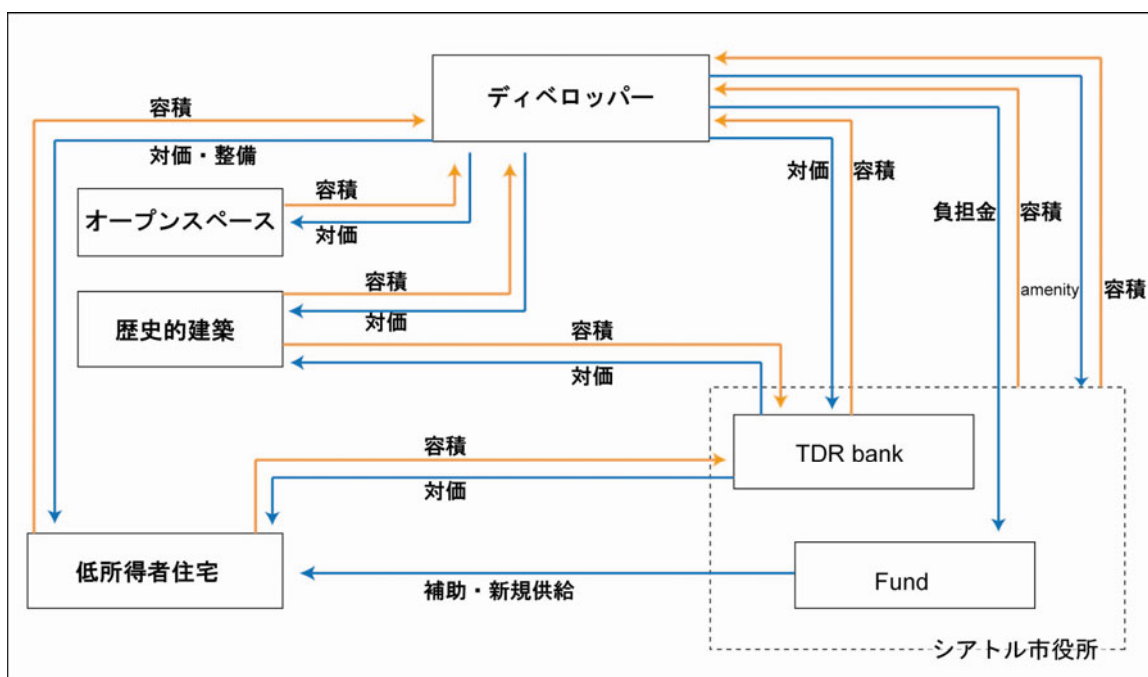 ディベロッパー
容積
対価・整備
容積
オープンスペース
対価
対価
容積
負担金
容積
amenity
容積
容積
歴史的建築
対価
容積
対価
容積
TDR bank
対価
低所得者住宅
補助・新規供給
Fund
シアトル市役所